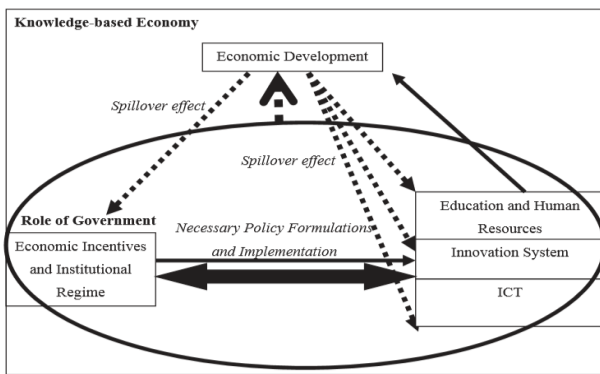 Knowledge-based Economy
Economic Development
Spillover effect
Spillover effect
Role of Government
Economic Incentives
and Institutional
Regime
Necessary Policy Formulations
and Implementation
Education and Human
Resources
Innovation System
ICT